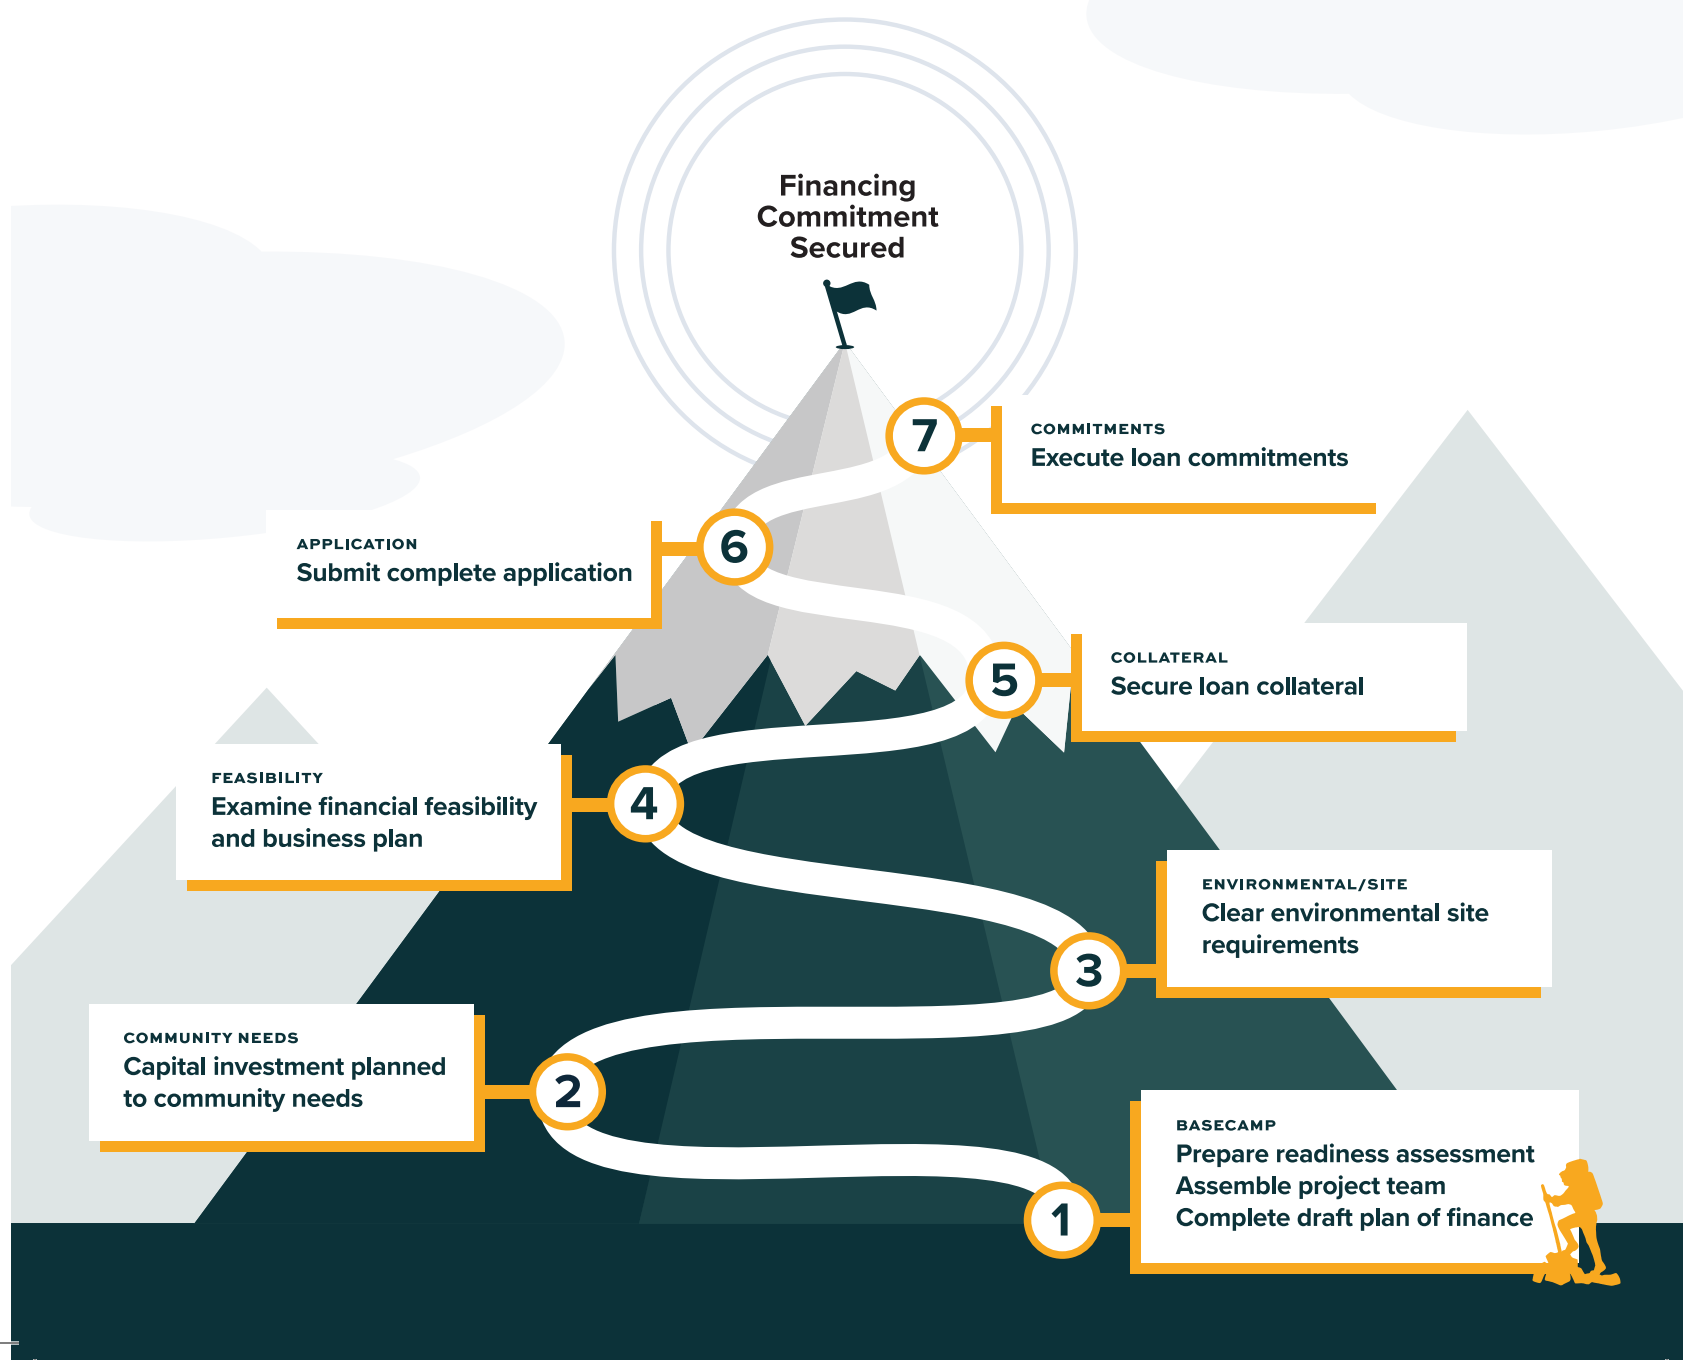 Financing
Commitment
Secured
7
COMMITMENTS
Execute loan commitments
6
APPLICATION
Submit complete application
5
COLLATERAL
Secure loan collateral
4
FEASIBILITY
Examine financial feasibility
and business plan
3
ENVIRONMENTAL/SITE
Clear environmental site
requirements
2
COMMUNITY NEEDS
Capital investment planned
to community needs
1
BASECAMP
Prepare readiness assessment
Assemble project team
Complete draft plan of finance